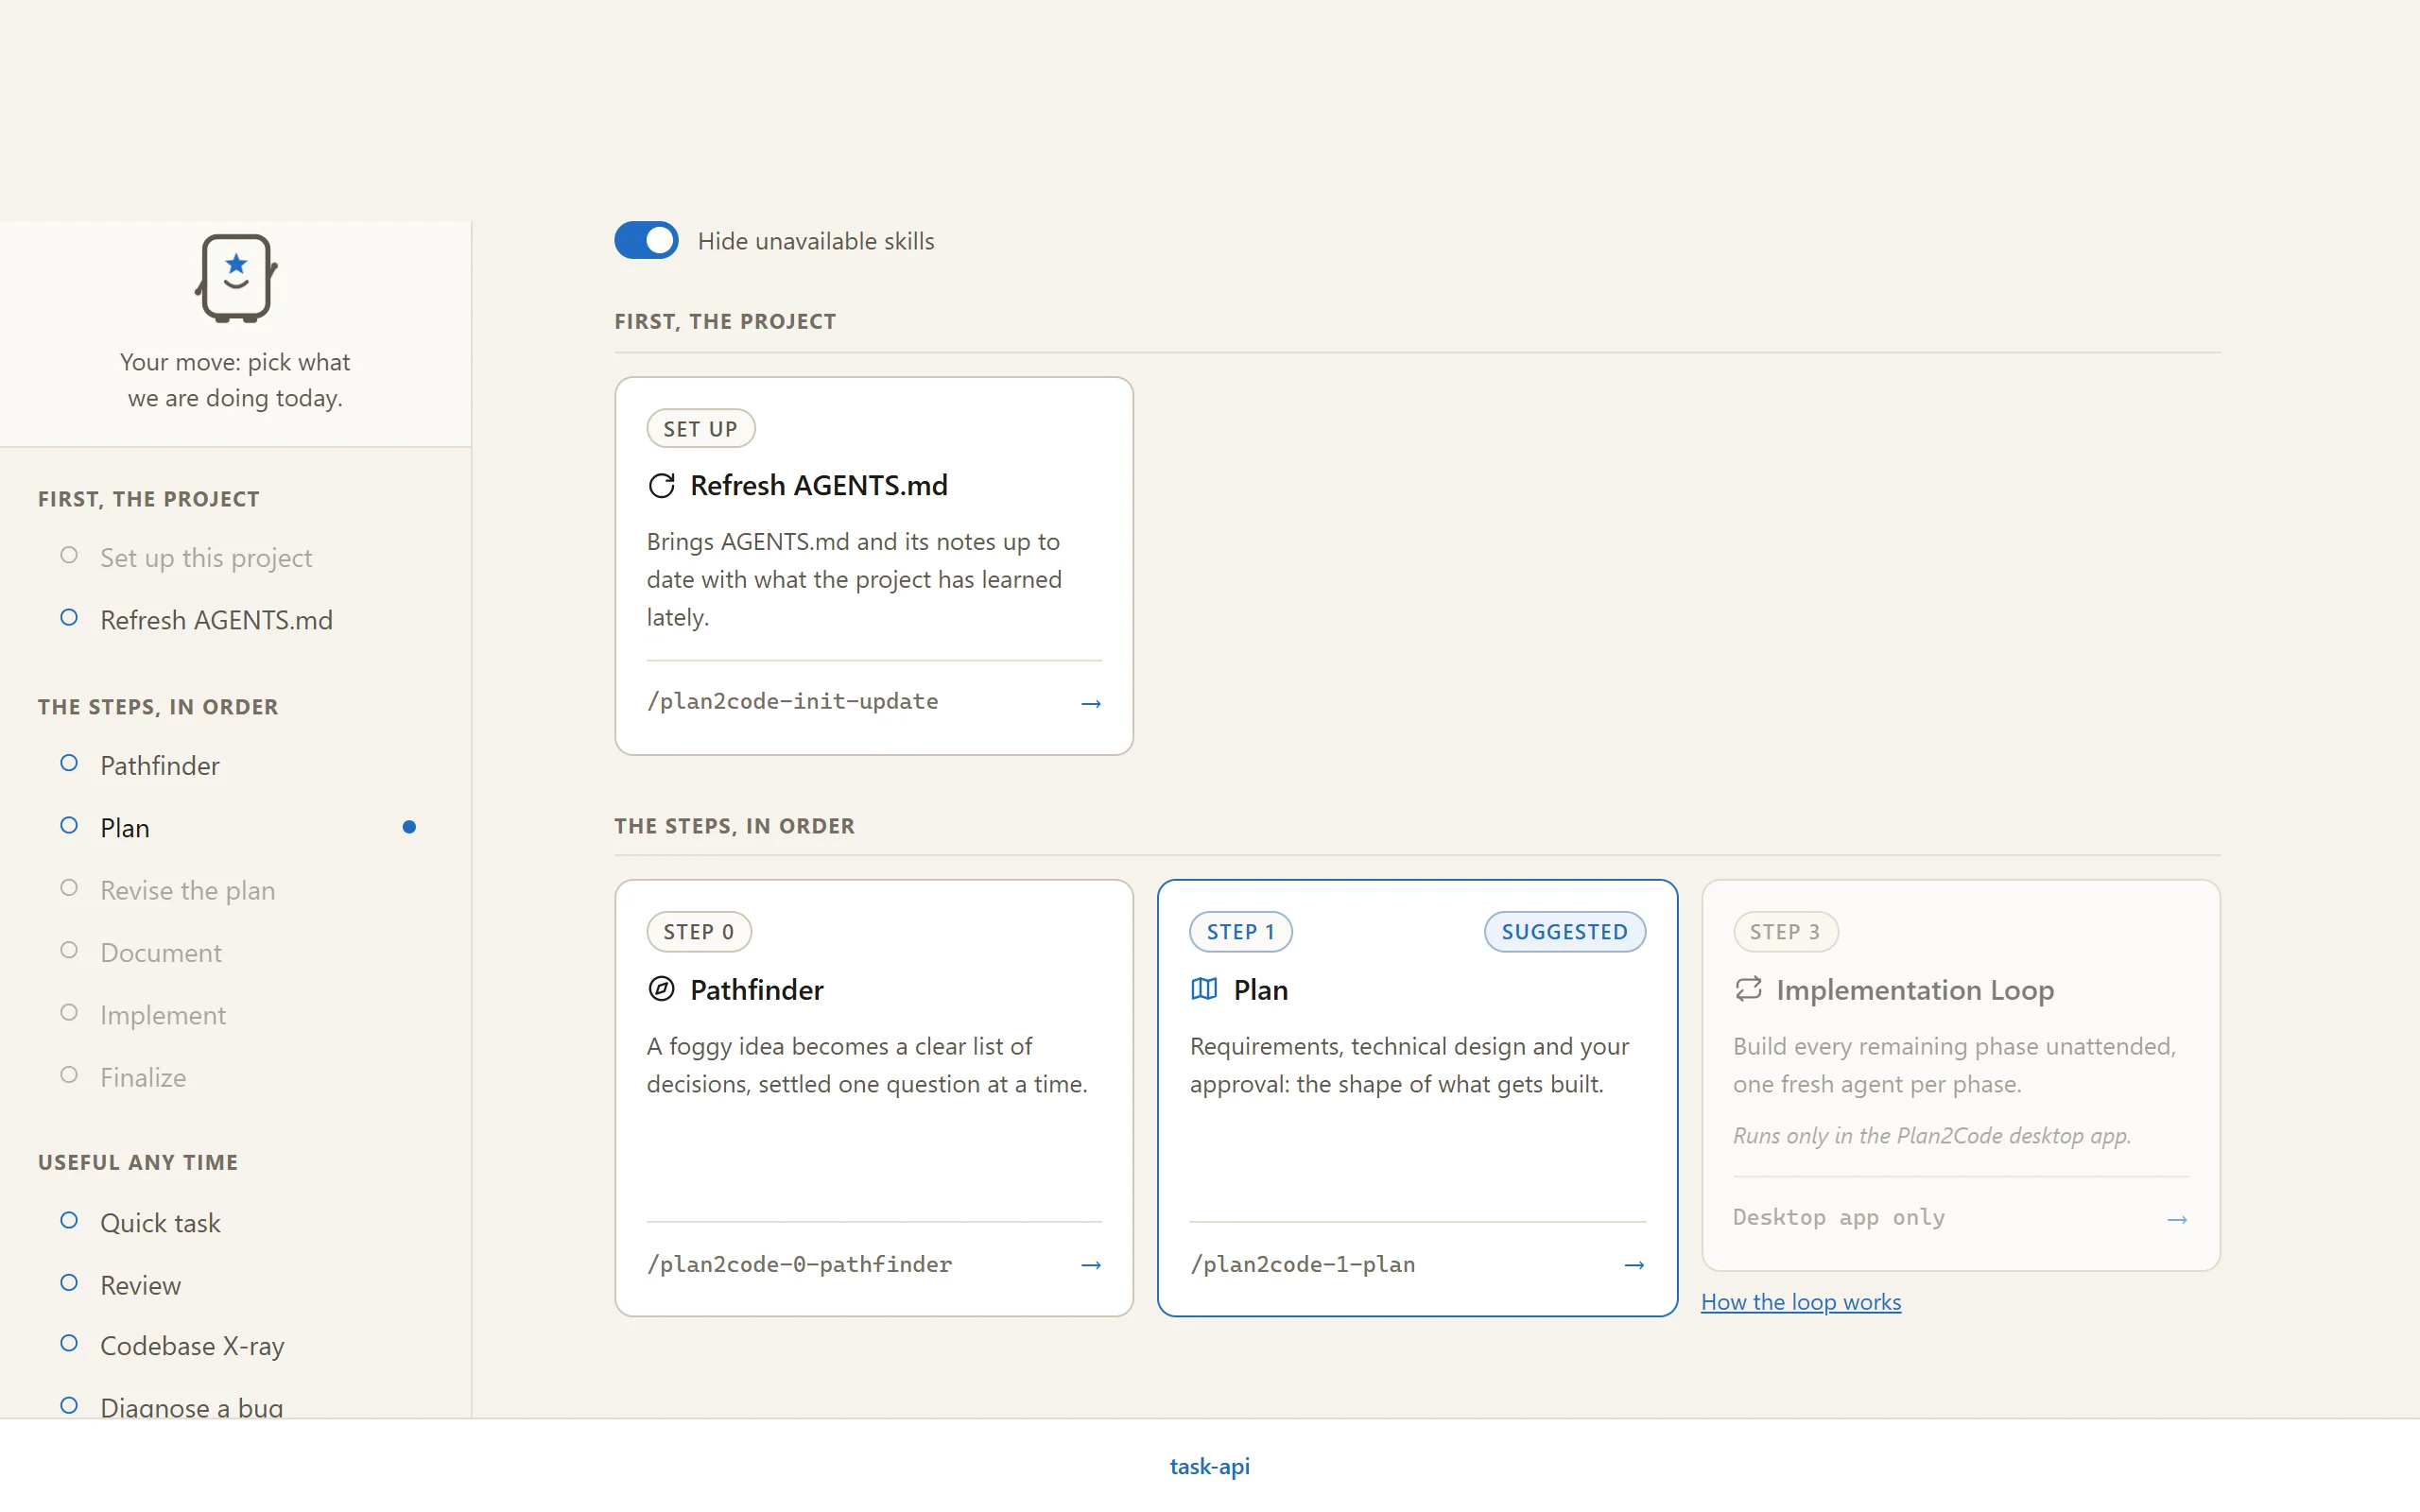 Your move: pick what
we are doing today.
FIRST, THE PROJECT
Set up this project
Refresh AGENTS.md
THE STEPS, IN ORDER
Pathfinder
Plan
Revise the plan
Document
Implement
Finalize
USEFUL ANY TIME
Quick task
Review
Codebase X-ray
Diagnose a bug
Hide unavailable skills
FIRST, THE PROJECT
SET UP
Refresh AGENTS.md
Brings AGENTS.md and its notes up to
date with what the project has learned
lately.
/plan2code-init-update →
THE STEPS, IN ORDER
STEP 0
Pathfinder
A foggy idea becomes a clear list of
decisions, settled one question at a time.
/plan2code-0-pathfinder →
STEP 1 SUGGESTED
Plan
Requirements, technical design and your
approval: the shape of what gets built.
/plan2code-1-plan →
STEP 3
Implementation Loop
Build every remaining phase unattended,
one fresh agent per phase.
Runs only in the Plan2Code desktop app.
Desktop app only →
How the loop works
task-api